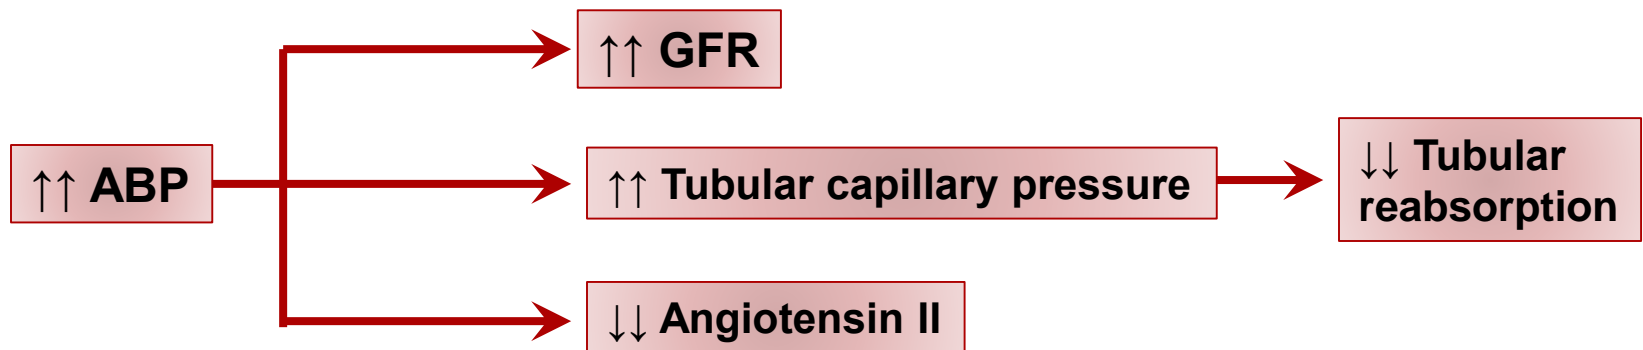 ↑↑ GFR
↑↑ ABP
↑↑ Tubular capillary pressure
↓↓ Tubular
reabsorption
↓↓ Angiotensin II